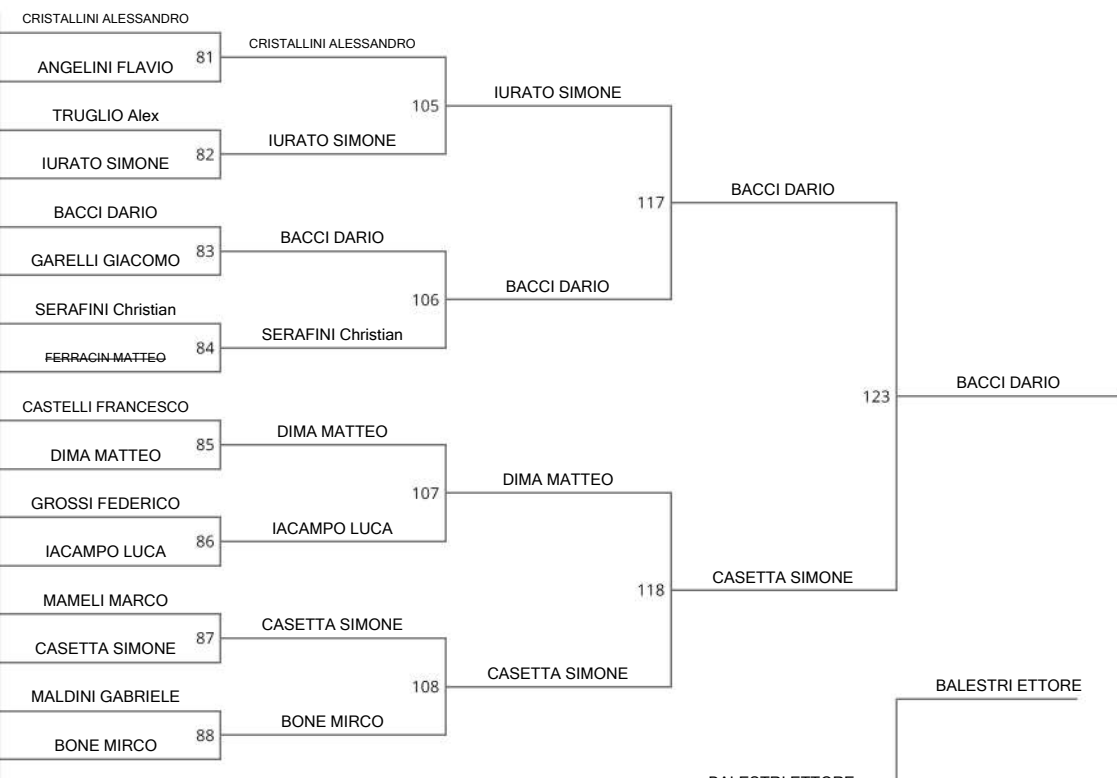 CRISTALLINI ALESSANDRO
81
ANGELINI FLAVIO
CRISTALLINI ALESSANDRO
TRUGLIO Alex
82
IURATO SIMONE
IURATO SIMONE
105
IURATO SIMONE
BACCI DARIO
83
GARELLI GIACOMO
BACCI DARIO
SERAFINI Christian
84
FERRACIN MATTEO
SERAFINI Christian
106
BACCI DARIO
117
BACCI DARIO
CASTELLI FRANCESCO
85
DIMA MATTEO
DIMA MATTEO
GROSSI FEDERICO
86
IACAMPO LUCA
IACAMPO LUCA
107
DIMA MATTEO
MAMELI MARCO
87
CASETTA SIMONE
CASETTA SIMONE
MALDINI GABRIELE
88
BONE MIRCO
BONE MIRCO
108
CASETTA SIMONE
118
CASETTA SIMONE
123
BACCI DARIO
BALESTRI ETTORE
BALESTRI ETTORE